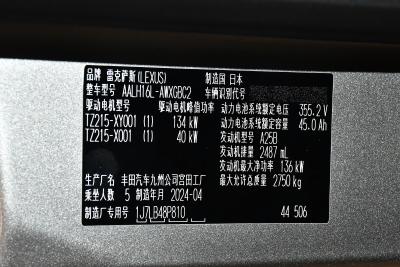 品牌 雷克萨斯(LEXUS) 制造国 日本
整车型号 AALH16L-AWXGBC2 车辆识别代号
驱动电机型号 驱动电机峰值功率 动力电池系统额定电压 355.2 V
TZ215-XY001 (1) 134 kW 动力电池系统额定容量 45.0 Ah
TZ215-X001 (1) 40 kW 发动机型号 A25B
发动机排量 2487 mL
发动机最大净功率 136 kW
生产厂名 丰田汽车九州公司宫田工厂 最大允许总质量 2750 kg
乘坐人数 5 制造年月 2024-04
制造厂专用号 1J7LB48P810 44 506